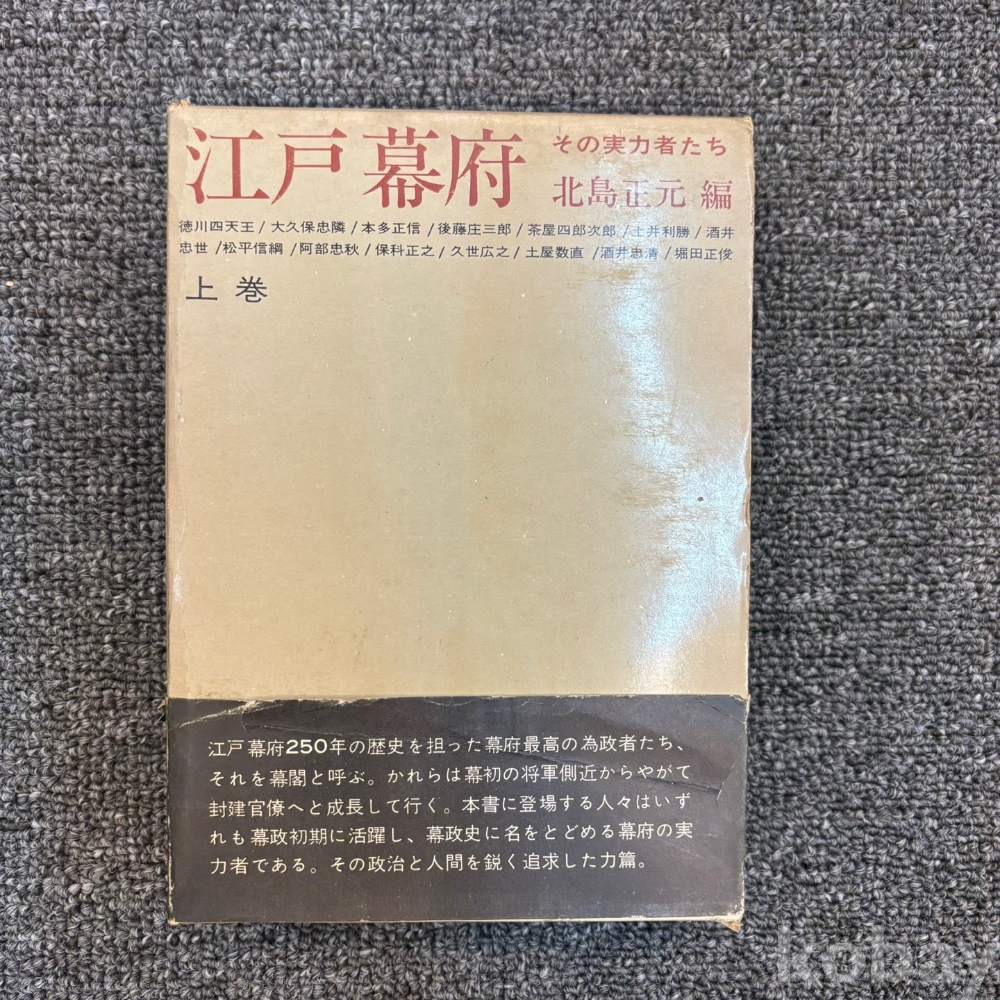 江戸幕府 その実力者たち
北島正元 編
徳川四天王/大久保忠隣/本多正信/後藤庄三郎/茶屋四郎次郎/土井利勝/酒井
忠世/松平信綱/阿部忠秋/保科正之/久世広之/土屋数直/酒井忠清/堀田正俊
上巻
江戸幕府250年の歴史を担った幕府最高の為政者たち、
それを幕閣と呼ぶ。かれらは幕初の将軍側近からやがて
封建官僚へと成長して行く。本書に登場する人々はいず
れも幕政初期に活躍し、幕政史に名をとどめる幕府の実
力者である。その政治と人間を鋭く追求した力篇。